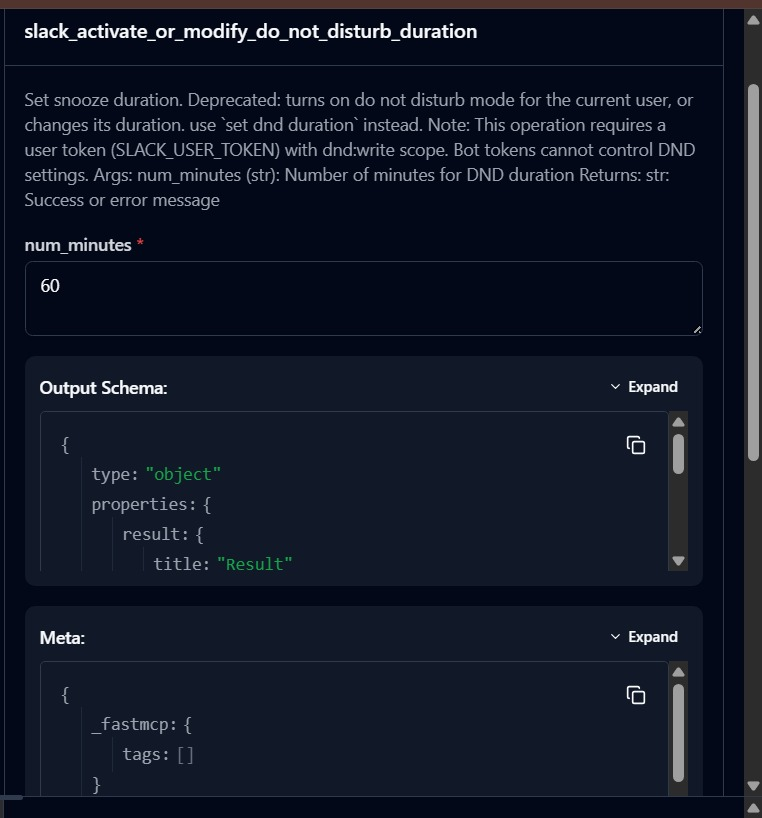 slack_activate_or_modify_do_not_disturb_duration
Set snooze duration. Deprecated: turns on do not disturb mode for the current user, or
changes its duration. use `set dnd duration` instead. Note: This operation requires a
user token (SLACK_USER_TOKEN) with dnd:write scope. Bot tokens cannot control DND
settings. Args: num_minutes (str): Number of minutes for DND duration Returns: str:
Success or error message
num_minutes *
60
Output Schema:
Expand
{
type: "object"
properties: {
result: {
title: "Result"
Meta:
Expand
{
_fastmcp: {
tags: []
}